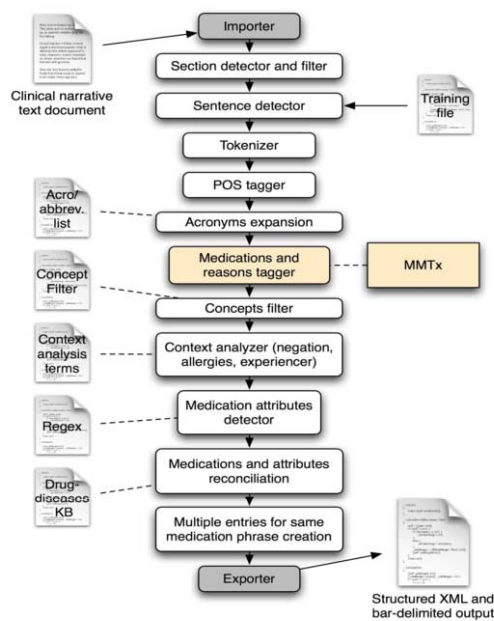 Importer
Clinical narrative
text document
Section detector and filter
Sentence detector
Training
file
Tokenizer
POS tagger
Acro/
abbrev.
list
Acronyms expansion
Medications and
reasons tagger
MMTx
Concept
Filter
Concepts filter
Context
analysis
terms
Context analyzer (negation,
allergies, experiencer)
Regex
Medication attributes
detector
Drug-
diseases
KB
Medications and attributes
reconciliation
Multiple entries for same
medication phrase creation
Exporter
Structured XML and
bar-delimited output